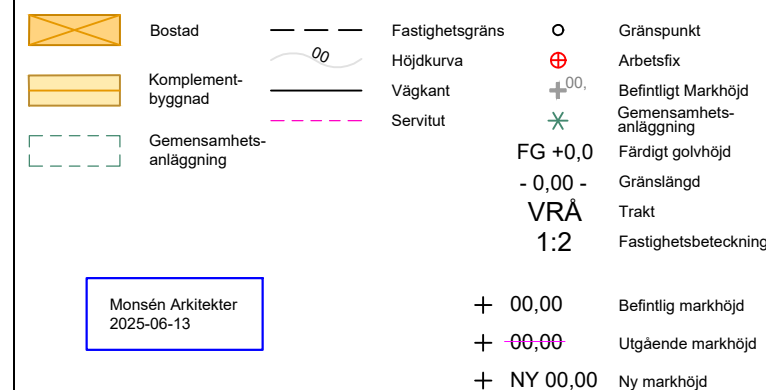 Bostad
Komplement-
byggnad
Gemensamhets-
anläggning
Fastighetsgräns
00
Höjdkurva
Vägkant
Servitut
Gränspunkt
Arbetsfix
+00, Befintligt Markhöjd
Gemensamhets-
anläggning
FG +0,0 Färdigt golvhöjd
- 0,00 - Gränslängd
VRÅ Trakt
1:2 Fastighetsbeteckning
Monsén Arkitekter
2025-06-13
+ 00,00 Befintlig markhöjd
+ 00,00 Utgående markhöjd
+ NY 00,00 Ny markhöjd